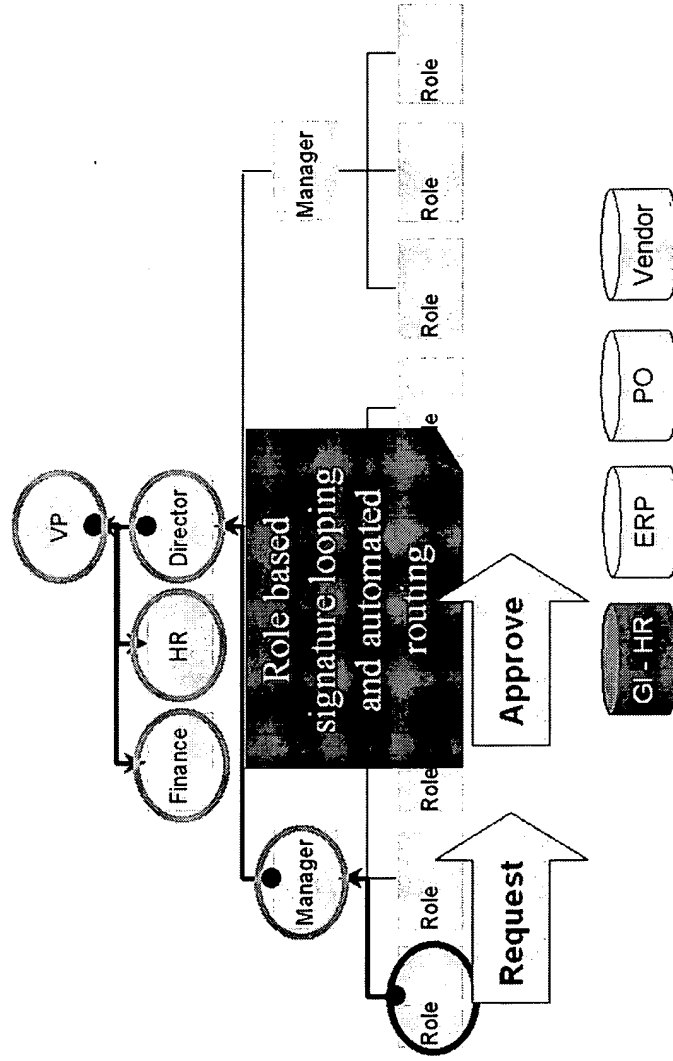 VP
Finance
HR
Director
Manager
Manager
Role based
signature looping
and automated
routing
Role
Role
Role
Role
Role
Role
Request
Approve
GI - HR
ERP
PO
Vendor